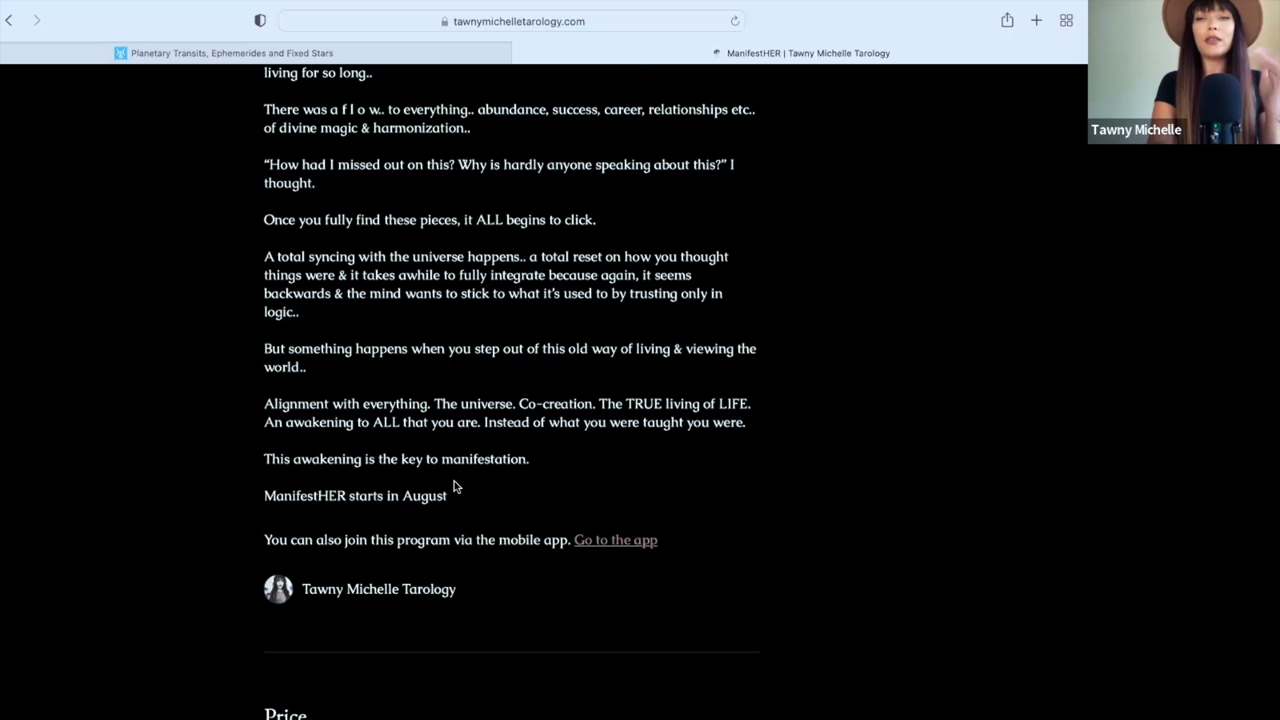 tawnymichelletarology.com
Planetary Transits, Ephemerides and Fixed Stars
ManifestHER | Tawny Michelle Tarology
Tawny Michelle
living for so long..
There was a f l o w.. to everything.. abundance, success, career, relationships etc..
of divine magic & harmonization..
“How had I missed out on this? Why is hardly anyone speaking about this?” I
thought.
Once you fully find these pieces, it ALL begins to click.
A total syncing with the universe happens.. a total reset on how you thought
things were & it takes awhile to fully integrate because again, it seems
backwards & the mind wants to stick to what it’s used to by trusting only in
logic..
But something happens when you step out of this old way of living & viewing the
world..
Alignment with everything. The universe. Co-creation. The TRUE living of LIFE.
An awakening to ALL that you are. Instead of what you were taught you were.
This awakening is the key to manifestation.
ManifestHER starts in August
You can also join this program via the mobile app. Go to the app
Tawny Michelle Tarology
Price